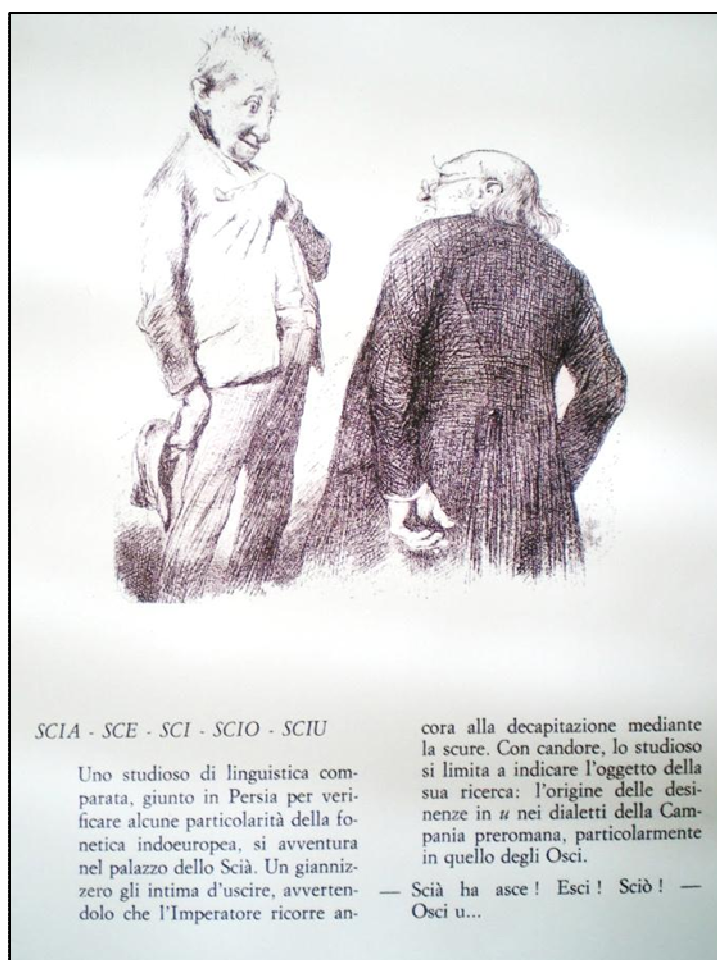 SCIA - SCE - SCI - SCIO - SCIU
Uno studioso di linguistica com-
parata, giunto in Persia per veri-
ficare alcune particolarità della fo-
netica indoeuropea, si avventura
nel palazzo dello Scià. Un gianniz-
zero gli intima d'uscire, avverten-
dolo che l'Imperatore ricorre an-
cora alla decapitazione mediante
la scure. Con candore, lo studioso
si limita a indicare l'oggetto della
sua ricerca: l'origine delle desi-
nenze in u nei dialetti della Cam-
pania preromana, particolarmente
in quello degli Osci.
— Scià ha asce ! Esci ! Sciò ! —
Osci u...